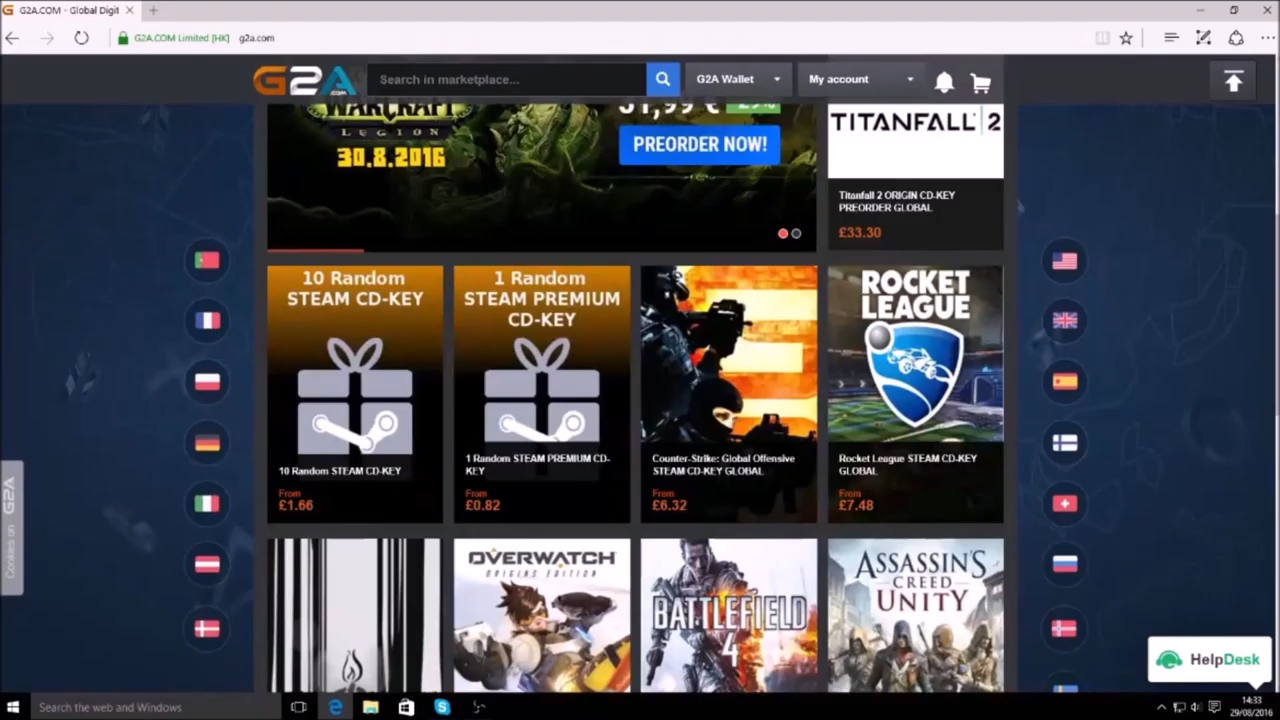 G2A.COM - Global Digit
G2A.COM Limited [HK] g2a.com
G2A
.COM
Search in marketplace...
G2A Wallet
My account
WARCRAFT
LEGION
30.8.2016
PREORDER NOW!
TITANFALL 2
Titanfall 2 ORIGIN CD-KEY
PREORDER GLOBAL
£33.30
10 Random
STEAM CD-KEY
10 Random STEAM CD-KEY
From
£1.66
1 Random
STEAM PREMIUM
CD-KEY
1 Random STEAM PREMIUM CD-
KEY
From
£0.82
Counter-Strike: Global Offensive
STEAM CD-KEY GLOBAL
From
£6.32
ROCKET
LEAGUE
Rocket League STEAM CD-KEY
GLOBAL
From
£7.48
OVERWATCH
ORIGINS EDITION
BATTLEFIELD
4
ASSASSIN'S
CREED
UNITY
Cookies on G2A
HelpDesk
Search the web and Windows
14:33
29/08/2016